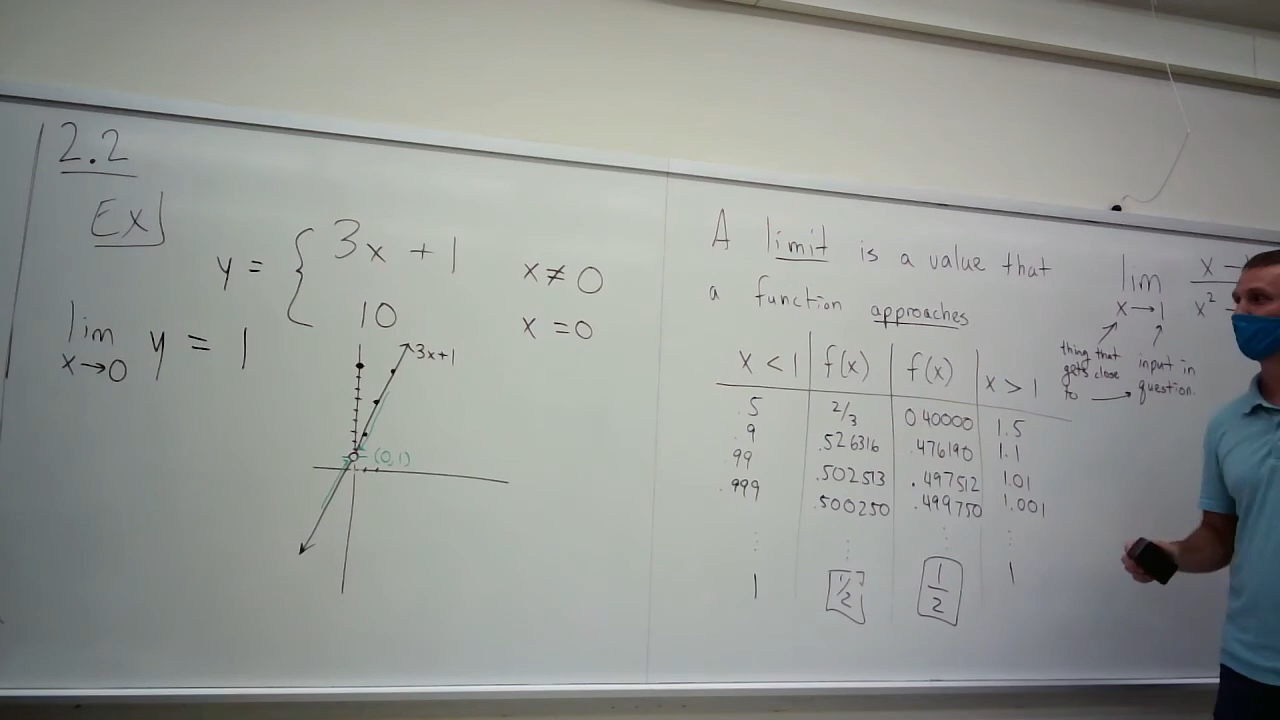 2.2
Ex]
y = { 3x + 1 x ≠ 0
10 x = 0
lim y = 1
x→0
3x+1
(0,1)
A limit is a value that
a function approaches
x < 1 f(x) f(x) x > 1
.5 2/3 0.40000 1.5
.9 .526316 .476190 1.1
.99 .502513 .497512 1.01
.999 .500250 .499750 1.001
⋮ ⋮ ⋮ ⋮
1 1/2 1/2 1
lim x -
x→1 x² -
thing that
gets close
to
input in
question.